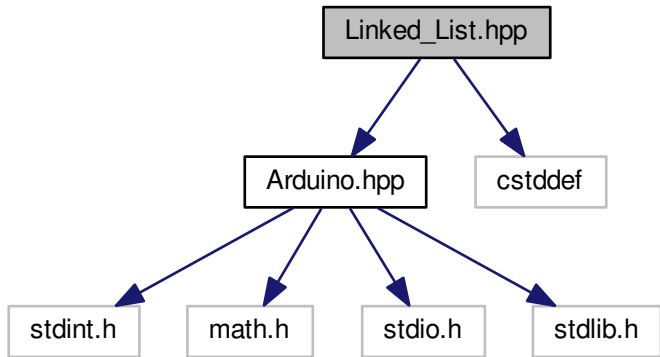 Linked_List.hpp
Arduino.hpp
cstddef
stdint.h
math.h
stdio.h
stdlib.h